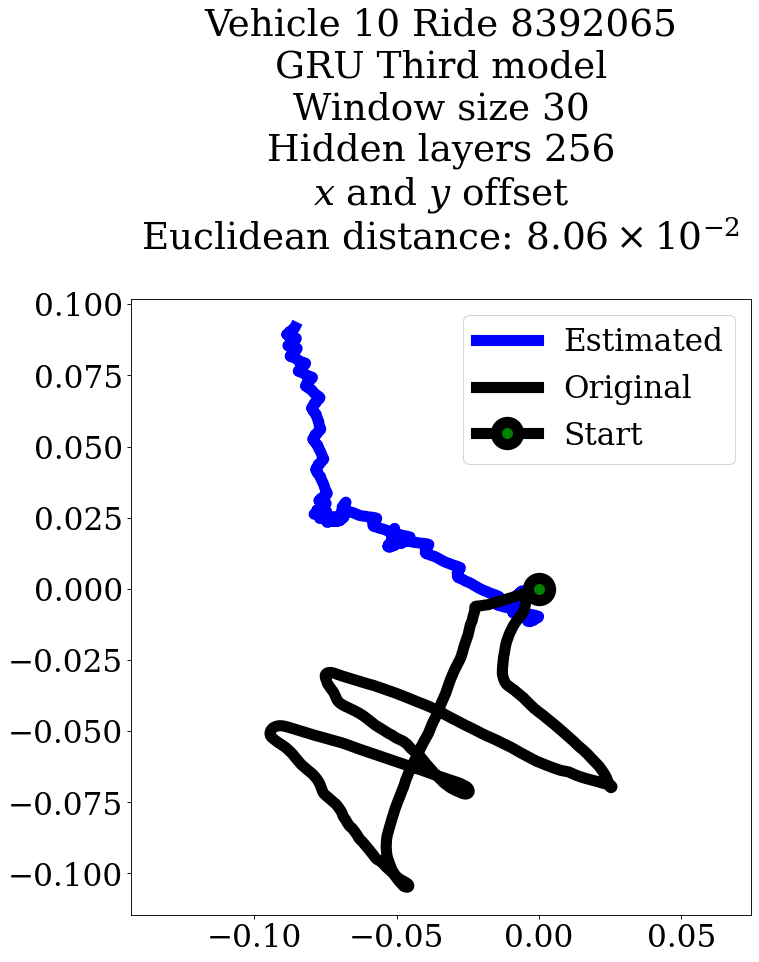 Vehicle 10 Ride 8392065
GRU Third model
Window size 30
Hidden layers 256
x and y offset
Euclidean distance: 8.06 × 10⁻²
0.100
0.075
0.050
0.025
0.000
−0.025
−0.050
−0.075
−0.100
Estimated
Original
Start
−0.10
−0.05
0.00
0.05